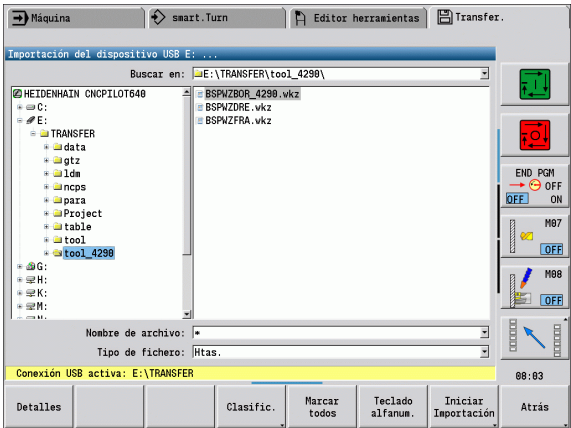 Máquina
smart.Turn
Editor herramientas
Transfer.
Importación del dispositivo USB E: ...
Buscar en: E:\TRANSFER\tool_4290\
HEIDENHAIN CNCPILOT640
C:
E:
TRANSFER
data
gtz
ldm
ncps
para
Project
table
tool
tool_4290
G:
H:
K:
M:
BSPWZBOR_4290.wkz
BSPWZDRE.wkz
BSPWZFRA.wkz
Nombre de archivo: *
Tipo de fichero: Htas.
Conexión USB activa: E:\TRANSFER
END PGM
OFF
OFF ON
M07
OFF
M08
OFF
08:03
Detalles
Clasific.
Marcar todos
Teclado alfanum.
Iniciar Importación
Atrás